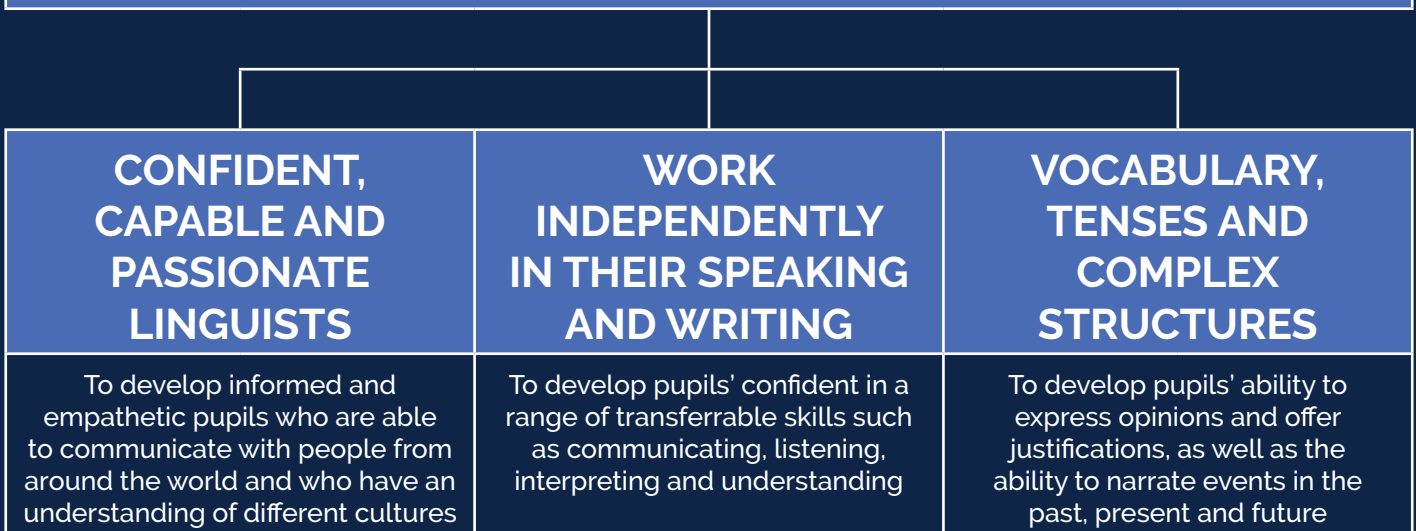 CONFIDENT,
CAPABLE AND
PASSIONATE
LINGUISTS
To develop informed and
empathetic pupils who are able
to communicate with people from
around the world and who have an
understanding of different cultures
WORK
INDEPENDENTLY
IN THEIR SPEAKING
AND WRITING
To develop pupils’ confident in a
range of transferrable skills such
as communicating, listening,
interpreting and understanding
VOCABULARY,
TENSES AND
COMPLEX
STRUCTURES
To develop pupils’ ability to
express opinions and offer
justifications, as well as the
ability to narrate events in the
past, present and future